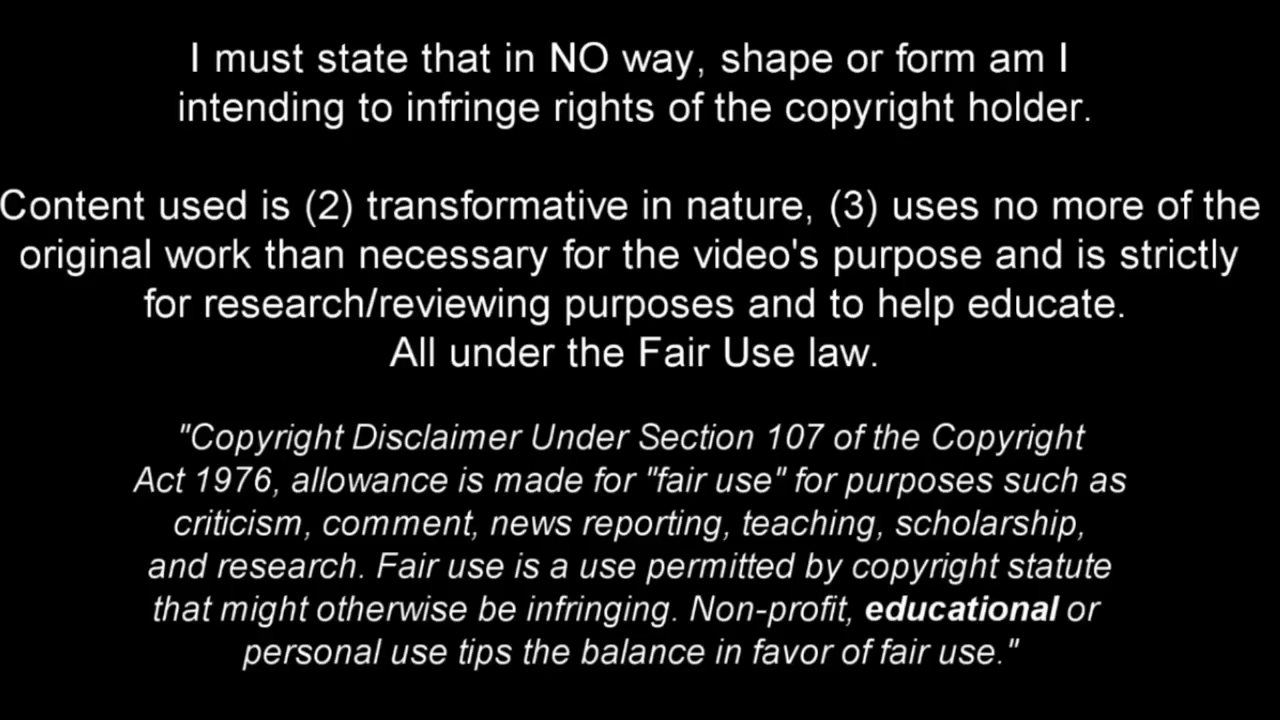 I must state that in NO way, shape or form am I
intending to infringe rights of the copyright holder.
Content used is (2) transformative in nature, (3) uses no more of the
original work than necessary for the video's purpose and is strictly
for research/reviewing purposes and to help educate.
All under the Fair Use law.
"Copyright Disclaimer Under Section 107 of the Copyright
Act 1976, allowance is made for "fair use" for purposes such as
criticism, comment, news reporting, teaching, scholarship,
and research. Fair use is a use permitted by copyright statute
that might otherwise be infringing. Non-profit, educational or
personal use tips the balance in favor of fair use."